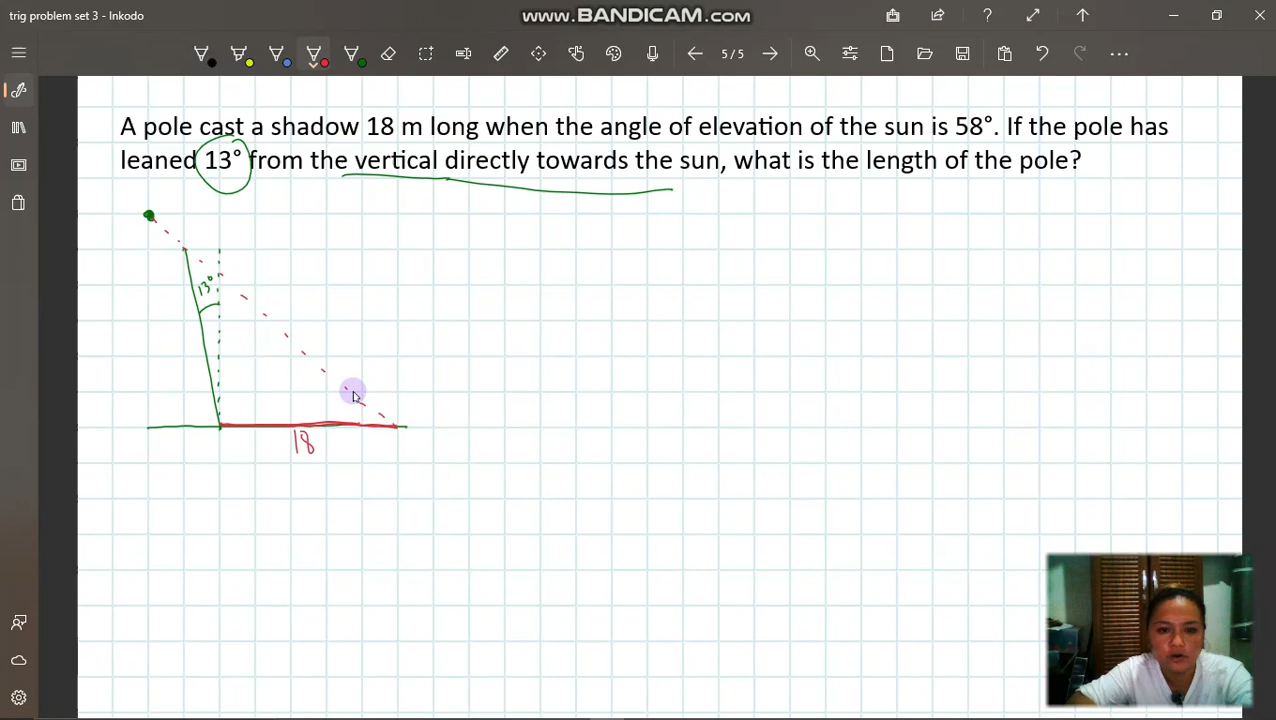 trig problem set 3 - Inkodo
www.BANDICAM.com
5/5
A pole cast a shadow 18 m long when the angle of elevation of the sun is 58°. If the pole has
leaned 13° from the vertical directly towards the sun, what is the length of the pole?
13°
18